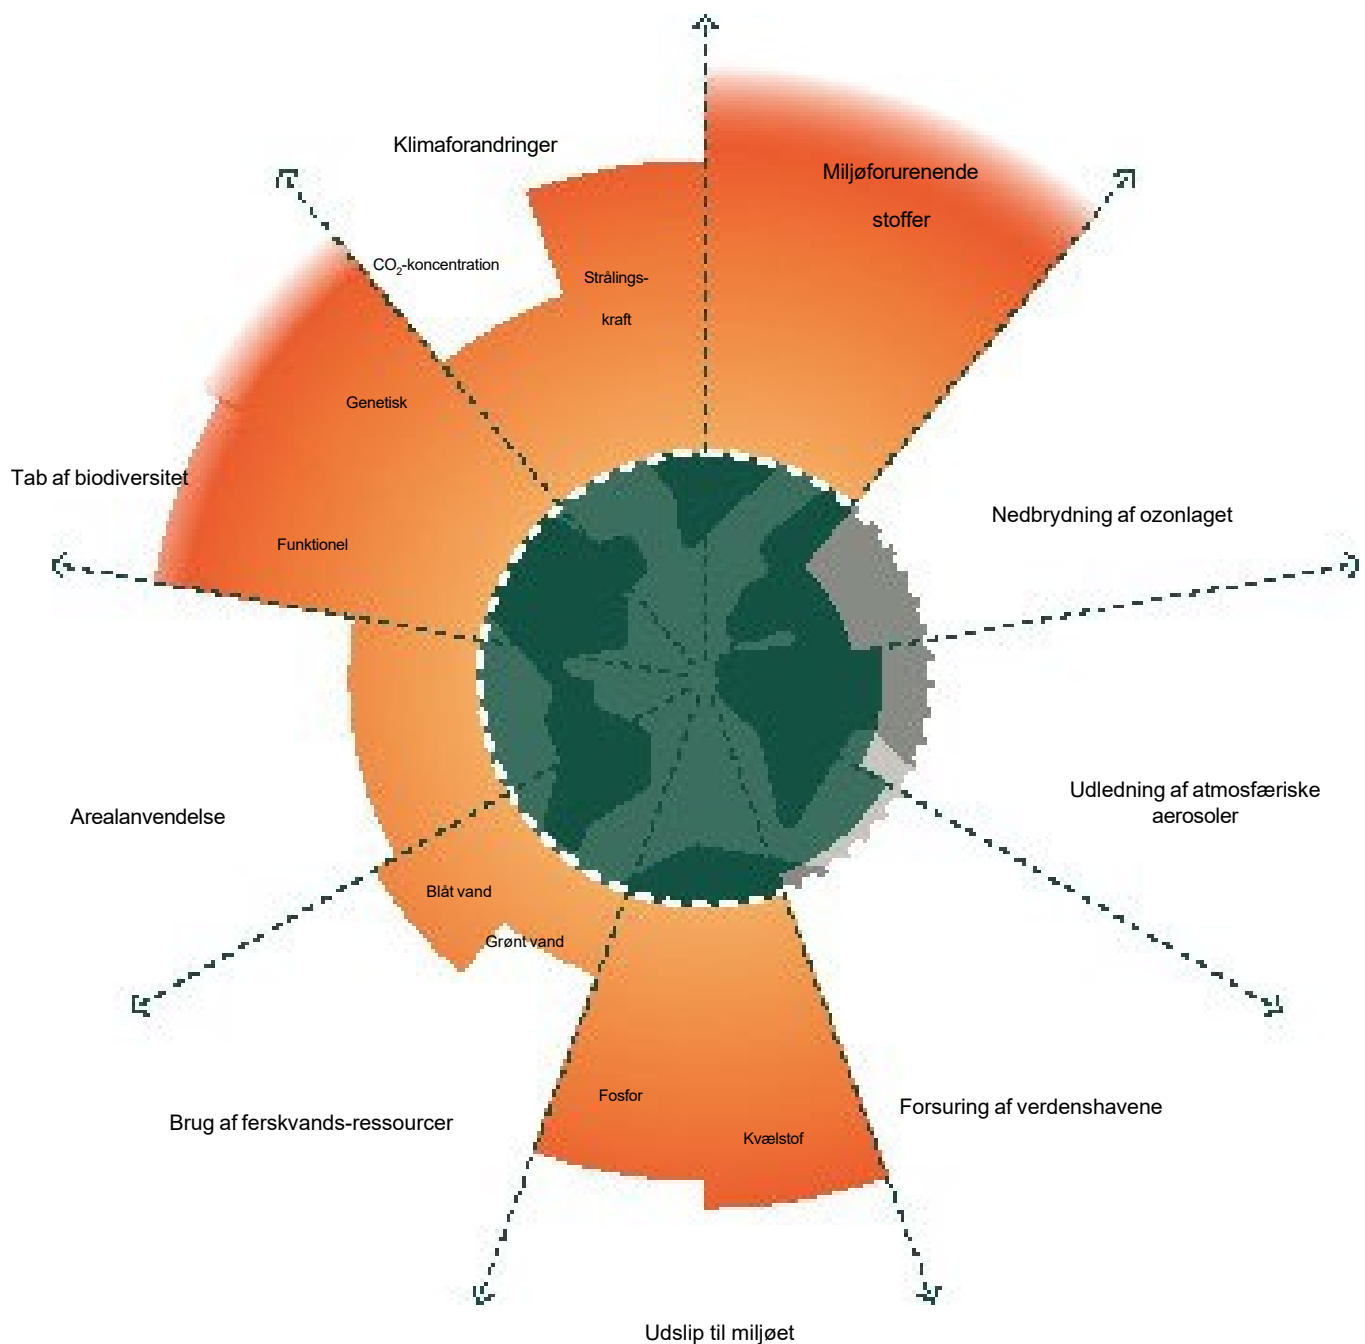 Klimaforandringer
Miljøforurenende
stoffer
CO₂-koncentration
Strålings-
kraft
Genetisk
Tab af biodiversitet
Nedbrydning af ozonlaget
Funktionel
Udledning af atmosfæriske
aerosoler
Arealanvendelse
Blåt vand
Grønt vand
Fosfor
Forsuring af verdenshavene
Brug af ferskvands-ressourcer
Kvælstof
Udslip til miljøet